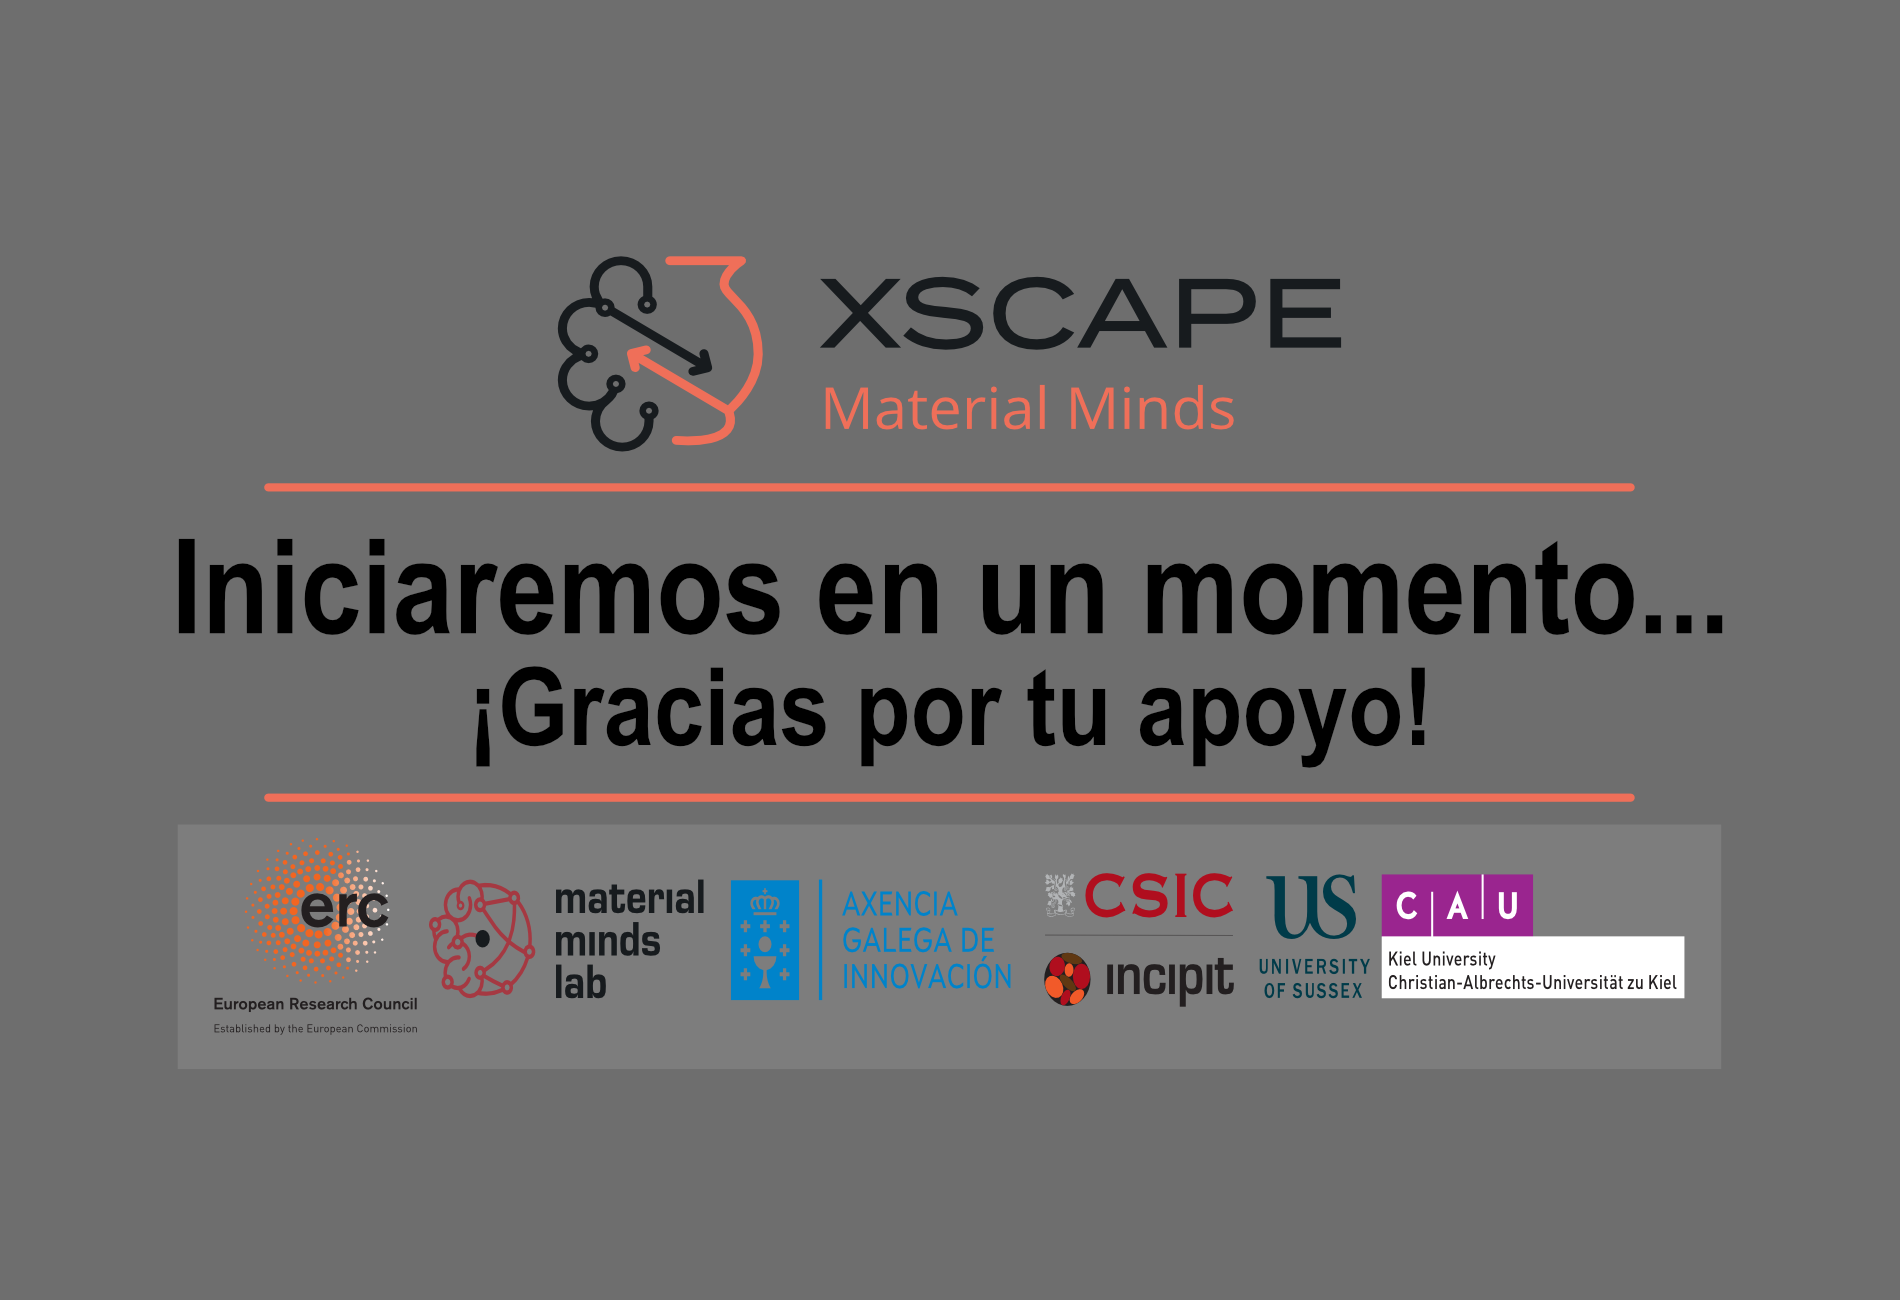 XSCAPE
Material Minds
Iniciaremos en un momento...
¡Gracias por tu apoyo!
erc
European Research Council
Established by the European Commission
material
minds
lab
AXENCIA
GALEGA DE
INNOVACIÓN
CSIC
incipit
US
UNIVERSITY
OF SUSSEX
C|A|U
Kiel University
Christian-Albrechts-Universität zu Kiel